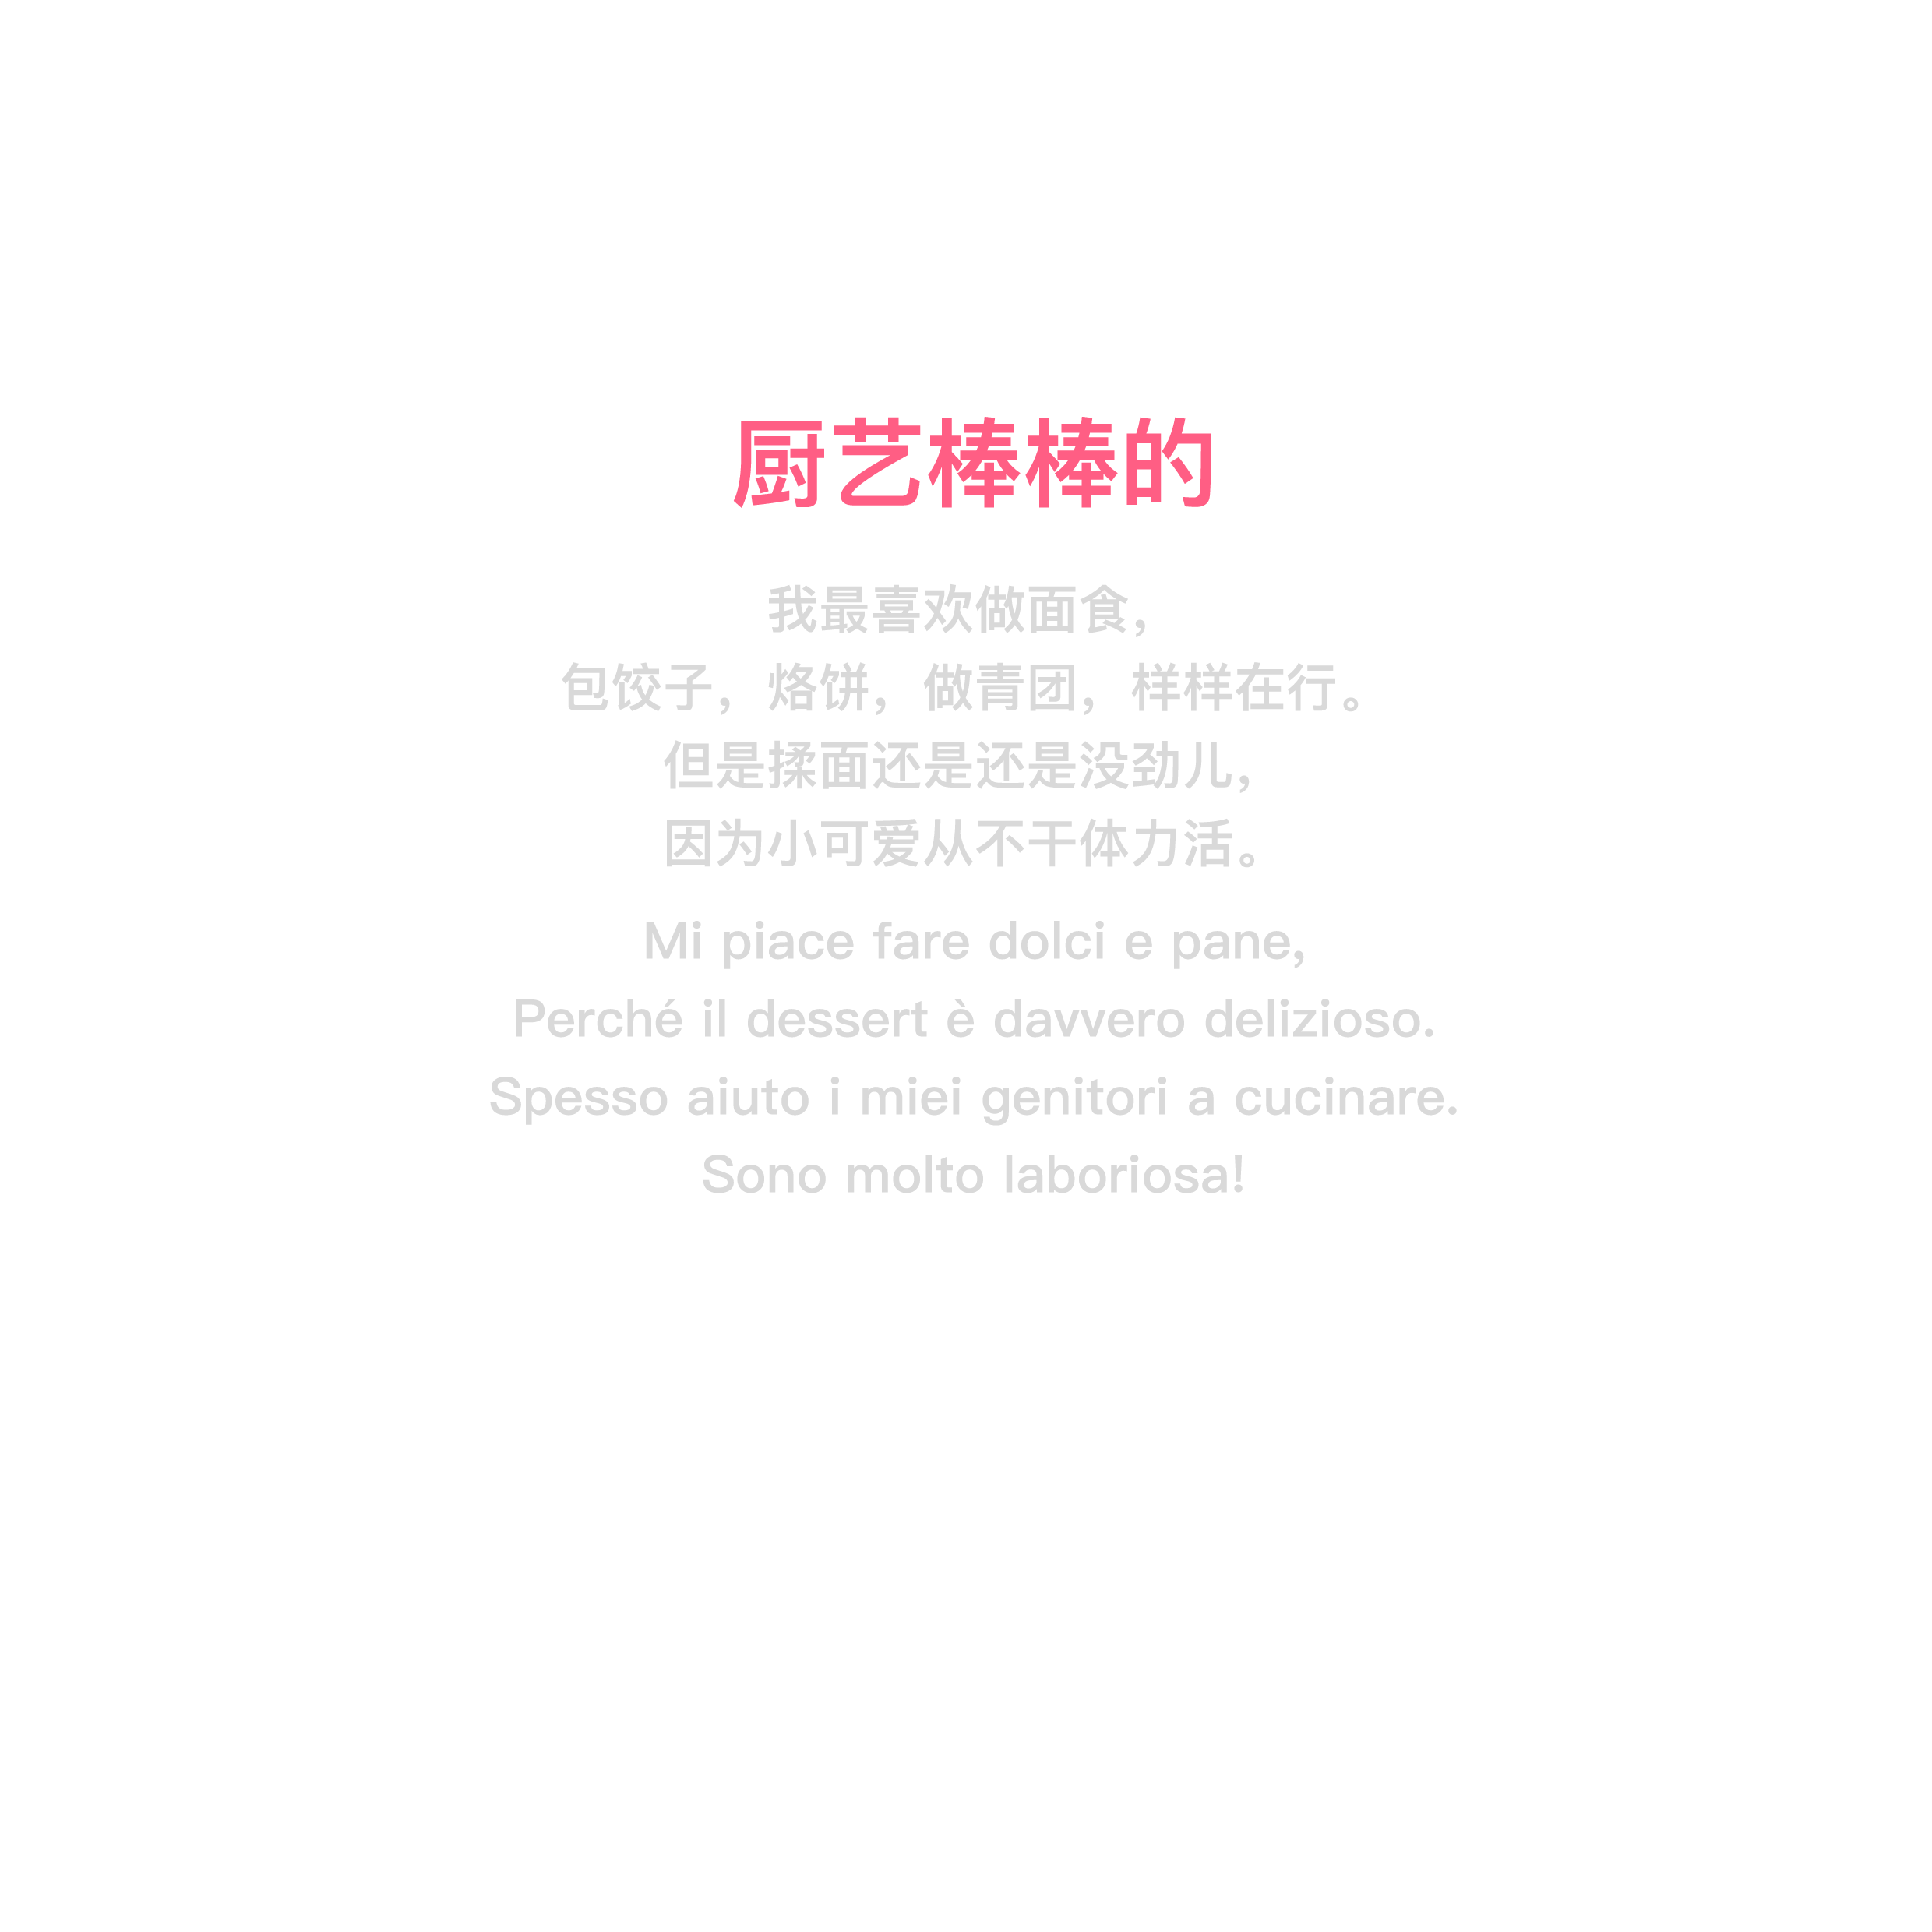 厨艺棒棒的
我最喜欢做面食，
包饺子，烙饼，做青团，样样在行。
但是揉面还是还是没劲儿，
因为小可爱从不干体力活。
Mi piace fare dolci e pane,
Perché il dessert è davvero delizioso.
Spesso aiuto i miei genitori a cucinare.
Sono molto laboriosa!